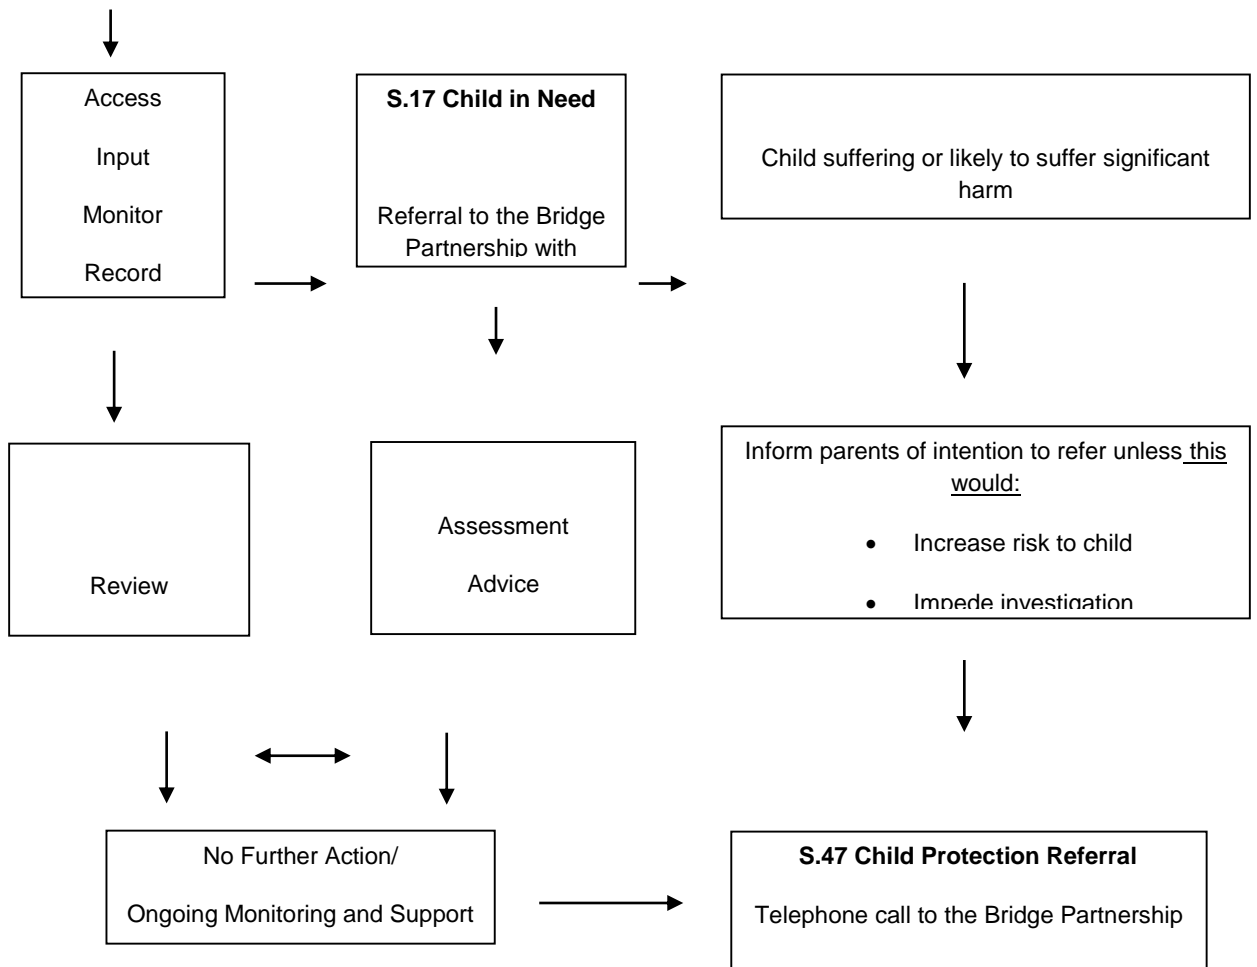 Access
Input
Monitor
Record
S.17 Child in Need
Referral to the Bridge
Partnership with
Child suffering or likely to suffer significant
harm
Review
Assessment
Advice
Inform parents of intention to refer unless this
would:
• Increase risk to child
• Impede investigation
No Further Action/
Ongoing Monitoring and Support
S.47 Child Protection Referral
Telephone call to the Bridge Partnership